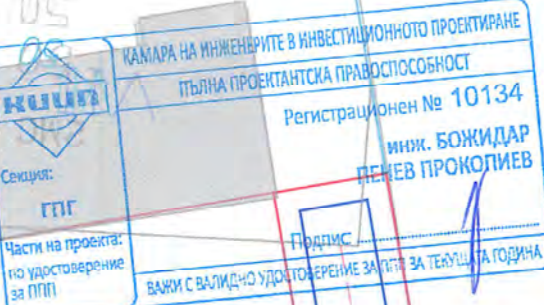 КАМАРА НА ИНЖЕНЕРИТЕ В ИНВЕСТИЦИОННОТО ПРОЕКТИРАНЕ
ПЪЛНА ПРОЕКТАНТСКА ПРАВОСПОСОБНОСТ
КИИП
Регистрационен № 10134
инж. БОЖИДАР
ПЕНЕВ ПРОКОПИЕВ
Секция:
ГПГ
Части на проекта:
по удостоверение
за ППП
Подпис:
ВАЖИ С ВАЛИДНО УДОСТОВЕРЕНИЕ ЗА ППП ЗА ТЕКУЩАТА ГОДИНА